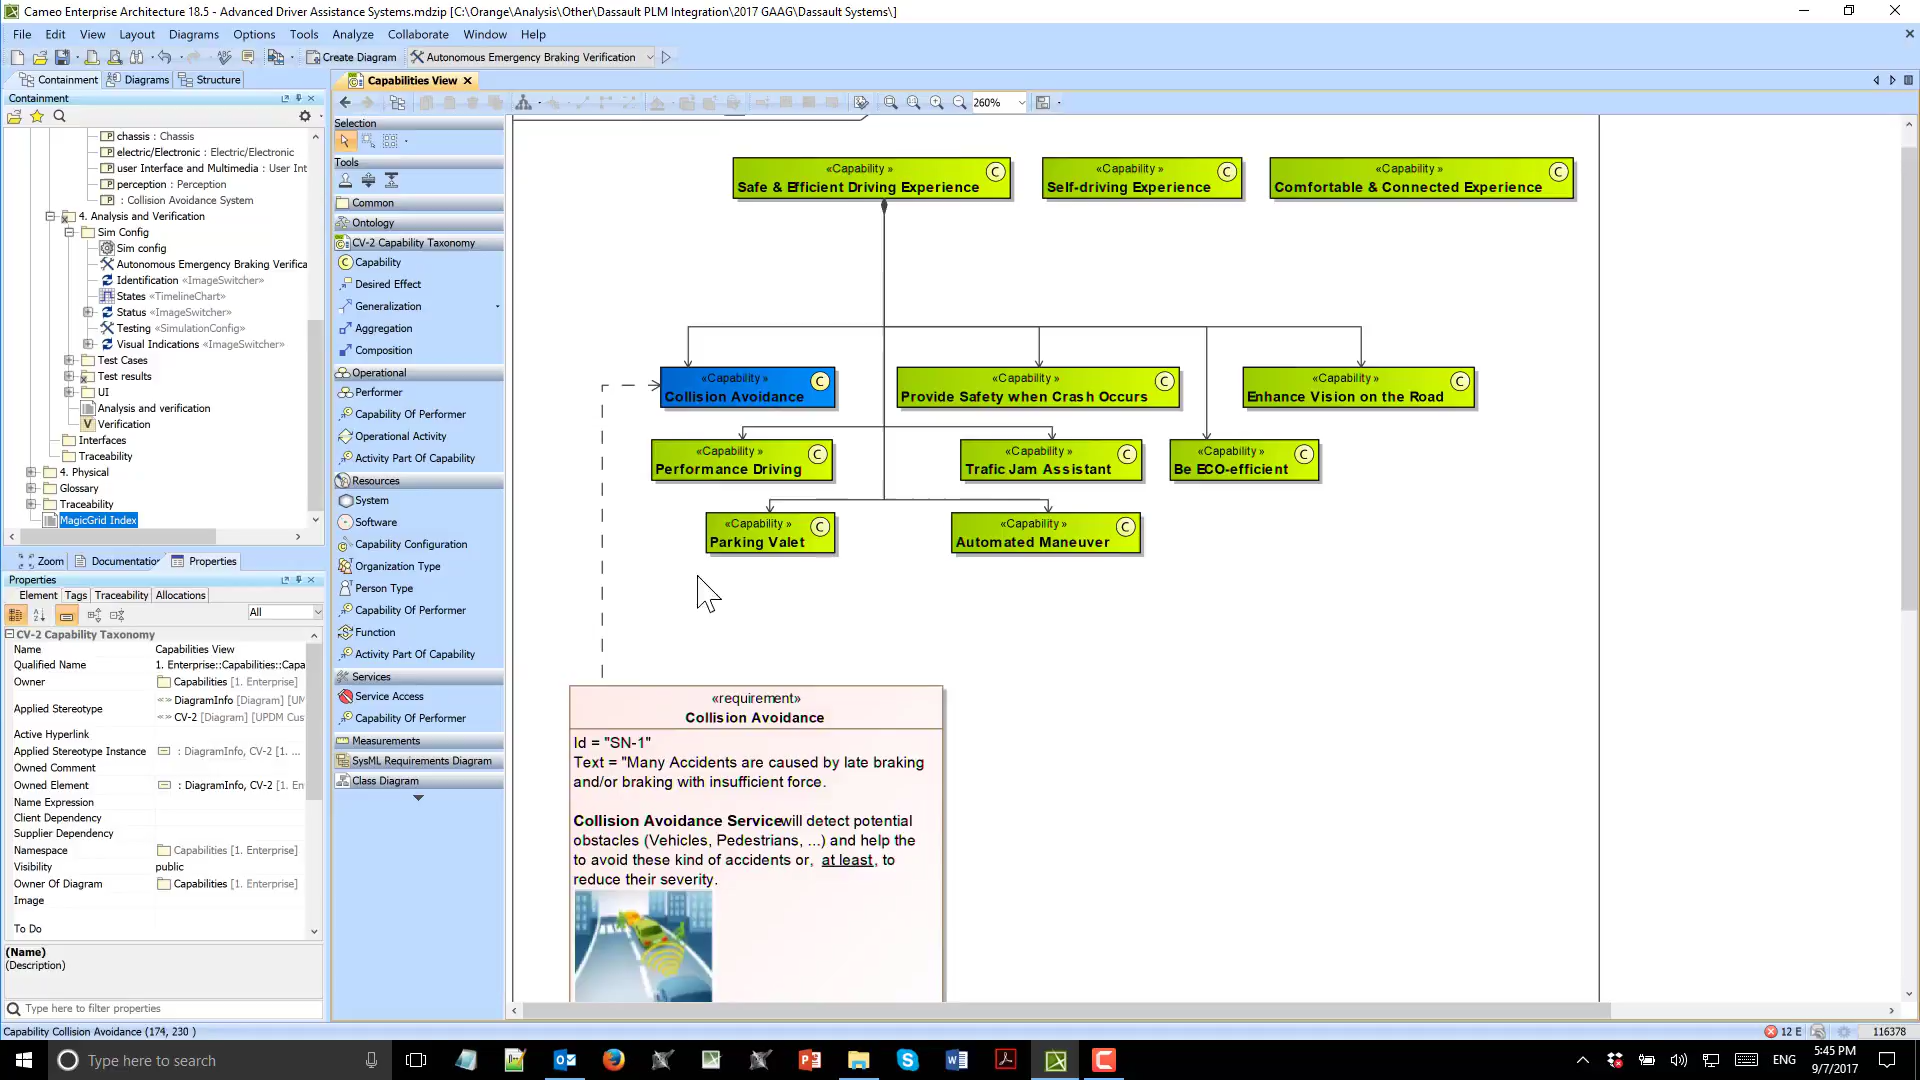 Cameo Enterprise Architecture 18.5 - Advanced Driver Assistance Systems.mdzip [C:\Orange\Analysis\Other\Dassault PLM Integration\2017 GAAG\Dassault Systems\]
File Edit View Layout Diagrams Options Tools Analyze Collaborate Window Help
Create Diagram Autonomous Emergency Braking Verification
Containment Diagrams Structure
Containment
chassis : Chassis
electric/Electronic : Electric/Electronic
user Interface and Multimedia : User Int
perception : Perception
: Collision Avoidance System
4. Analysis and Verification
Sim Config
Sim config
Autonomous Emergency Braking Verifica
Identification «ImageSwitcher»
States «TimelineChart»
Status «ImageSwitcher»
Testing «SimulationConfig»
Visual Indications «ImageSwitcher»
Test Cases
Test results
UI
Analysis and verification
Verification
Interfaces
Traceability
4. Physical
Glossary
Traceability
MagicGrid Index
Zoom Documentation Properties
Properties
Element Tags Traceability Allocations
All
CV-2 Capability Taxonomy
Name Capabilities View
Qualified Name 1. Enterprise::Capabilities::Capa
Owner Capabilities [1. Enterprise]
Applied Stereotype DiagramInfo [Diagram] [UM
CV-2 [Diagram] [UPDM Cus
Active Hyperlink
Applied Stereotype Instance : DiagramInfo, CV-2 [1. ...
Owned Comment
Owned Element : DiagramInfo, CV-2 [1. En
Name Expression
Client Dependency
Supplier Dependency
Namespace Capabilities [1. Enterprise]
Visibility public
Owner Of Diagram Capabilities [1. Enterprise]
Image
To Do
(Name)
(Description)
Type here to filter properties
Capabilities View
260%
Selection
Tools
Common
Ontology
CV-2 Capability Taxonomy
Capability
Desired Effect
Generalization
Aggregation
Composition
Operational
Performer
Capability Of Performer
Operational Activity
Activity Part Of Capability
Resources
System
Software
Capability Configuration
Organization Type
Person Type
Capability Of Performer
Function
Activity Part Of Capability
Services
Service Access
Capability Of Performer
Measurements
SysML Requirements Diagram
Class Diagram
«Capability »
Safe & Efficient Driving Experience
C
«Capability »
Self-driving Experience
C
«Capability »
Comfortable & Connected Experience
C
«Capability »
Collision Avoidance
C
«Capability »
Provide Safety when Crash Occurs
C
«Capability »
Enhance Vision on the Road
C
«Capability »
Performance Driving
C
«Capability »
Trafic Jam Assistant
C
«Capability »
Be ECO-efficient
C
«Capability »
Parking Valet
C
«Capability »
Automated Maneuver
C
«requirement»
Collision Avoidance
Id = "SN-1"
Text = "Many Accidents are caused by late braking
and/or braking with insufficient force.
Collision Avoidance Service will detect potential
obstacles (Vehicles, Pedestrians, ...) and help the
to avoid these kind of accidents or, at least, to
reduce their severity.
Capability Collision Avoidance (174, 230 )
12 E
116378
Type here to search
ENG
5:45 PM
9/7/2017